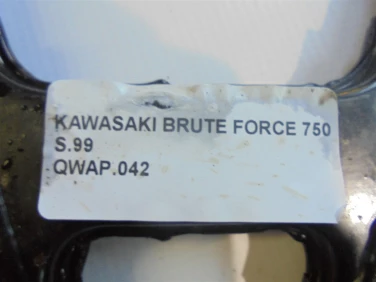 KAWASAKI BRUTE FORCE 750
S.99
QWAP.042